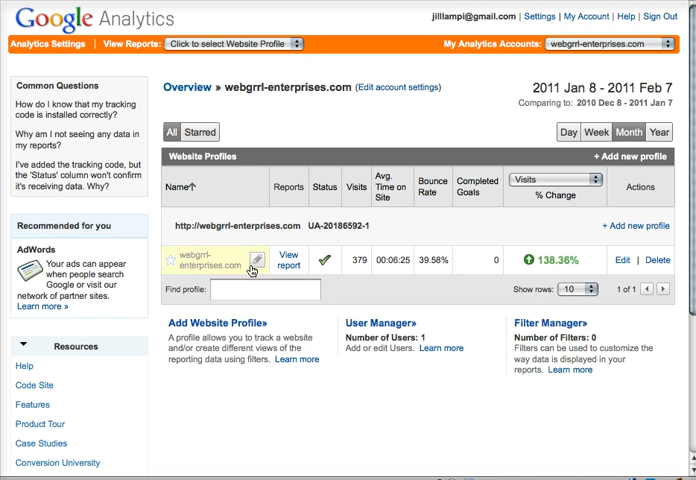 Google Analytics
jilllampi@gmail.com | Settings | My Account | Help | Sign Out
Analytics Settings | View Reports: Click to select Website Profile
My Analytics Accounts: webgrrl-enterprises.com
Common Questions
How do I know that my tracking
code is installed correctly?
Why am I not seeing any data in
my reports?
I've added the tracking code, but
the 'Status' column won't confirm
it's receiving data. Why?
Recommended for you
AdWords
Your ads can appear
when people search
Google or visit our
network of partner sites.
Learn more »
Resources
Help
Code Site
Features
Product Tour
Case Studies
Conversion University
Overview » webgrrl-enterprises.com (Edit account settings)
2011 Jan 8 - 2011 Feb 7
Comparing to: 2010 Dec 8 - 2011 Jan 7
All Starred
Day Week Month Year
Website Profiles
+ Add new profile
Name Reports Status Visits Avg. Time on Site Bounce Rate Completed Goals Visits % Change Actions
http://webgrrl-enterprises.com UA-20186592-1
+ Add new profile
webgrrl-enterprises.com View report 379 00:06:25 39.58% 0 138.36% Edit | Delete
Find profile:
Show rows: 10 1 of 1
Add Website Profile»
A profile allows you to track a website
and/or create different views of the
reporting data using filters. Learn more
User Manager»
Number of Users: 1
Add or edit Users. Learn more
Filter Manager»
Number of Filters: 0
Filters can be used to customize the
way data is displayed in your
reports. Learn more